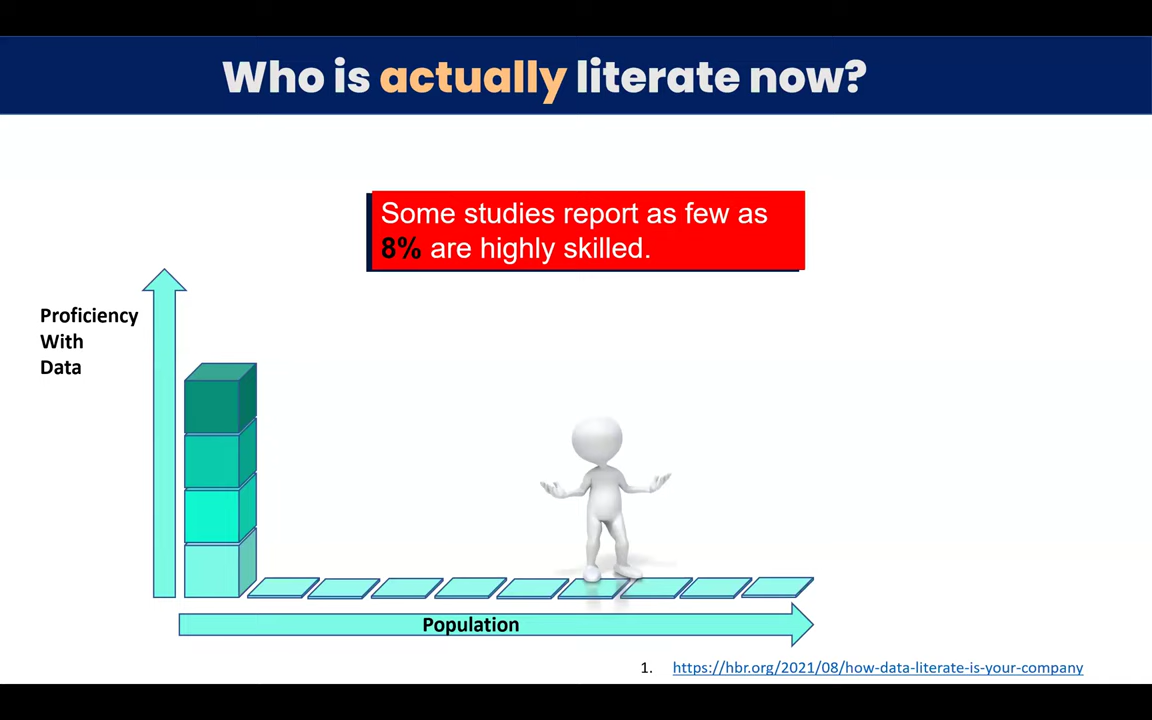 Who is actually literate now?
Some studies report as few as
8% are highly skilled.
Proficiency
With
Data
Population
1. https://hbr.org/2021/08/how-data-literate-is-your-company